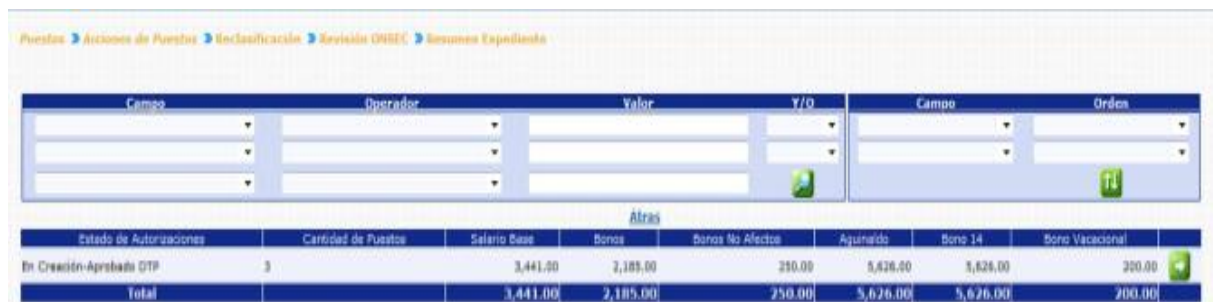 Puestos Acciones de Puestos Reclasificación Revisión ONSEC Resumen Expediente
Campo Operador Valor Y/O Campo Orden
Atras
Estado de Autorizaciones Cantidad de Puestos Salario Base Bonos Bonos No Afectos Aguinaldo Bono 14 Bono Vacacional
En Creación-Aprobado DTP 3 3,441.00 2,185.00 250.00 5,626.00 5,626.00 200.00
Total 3,441.00 2,185.00 250.00 5,626.00 5,626.00 200.00